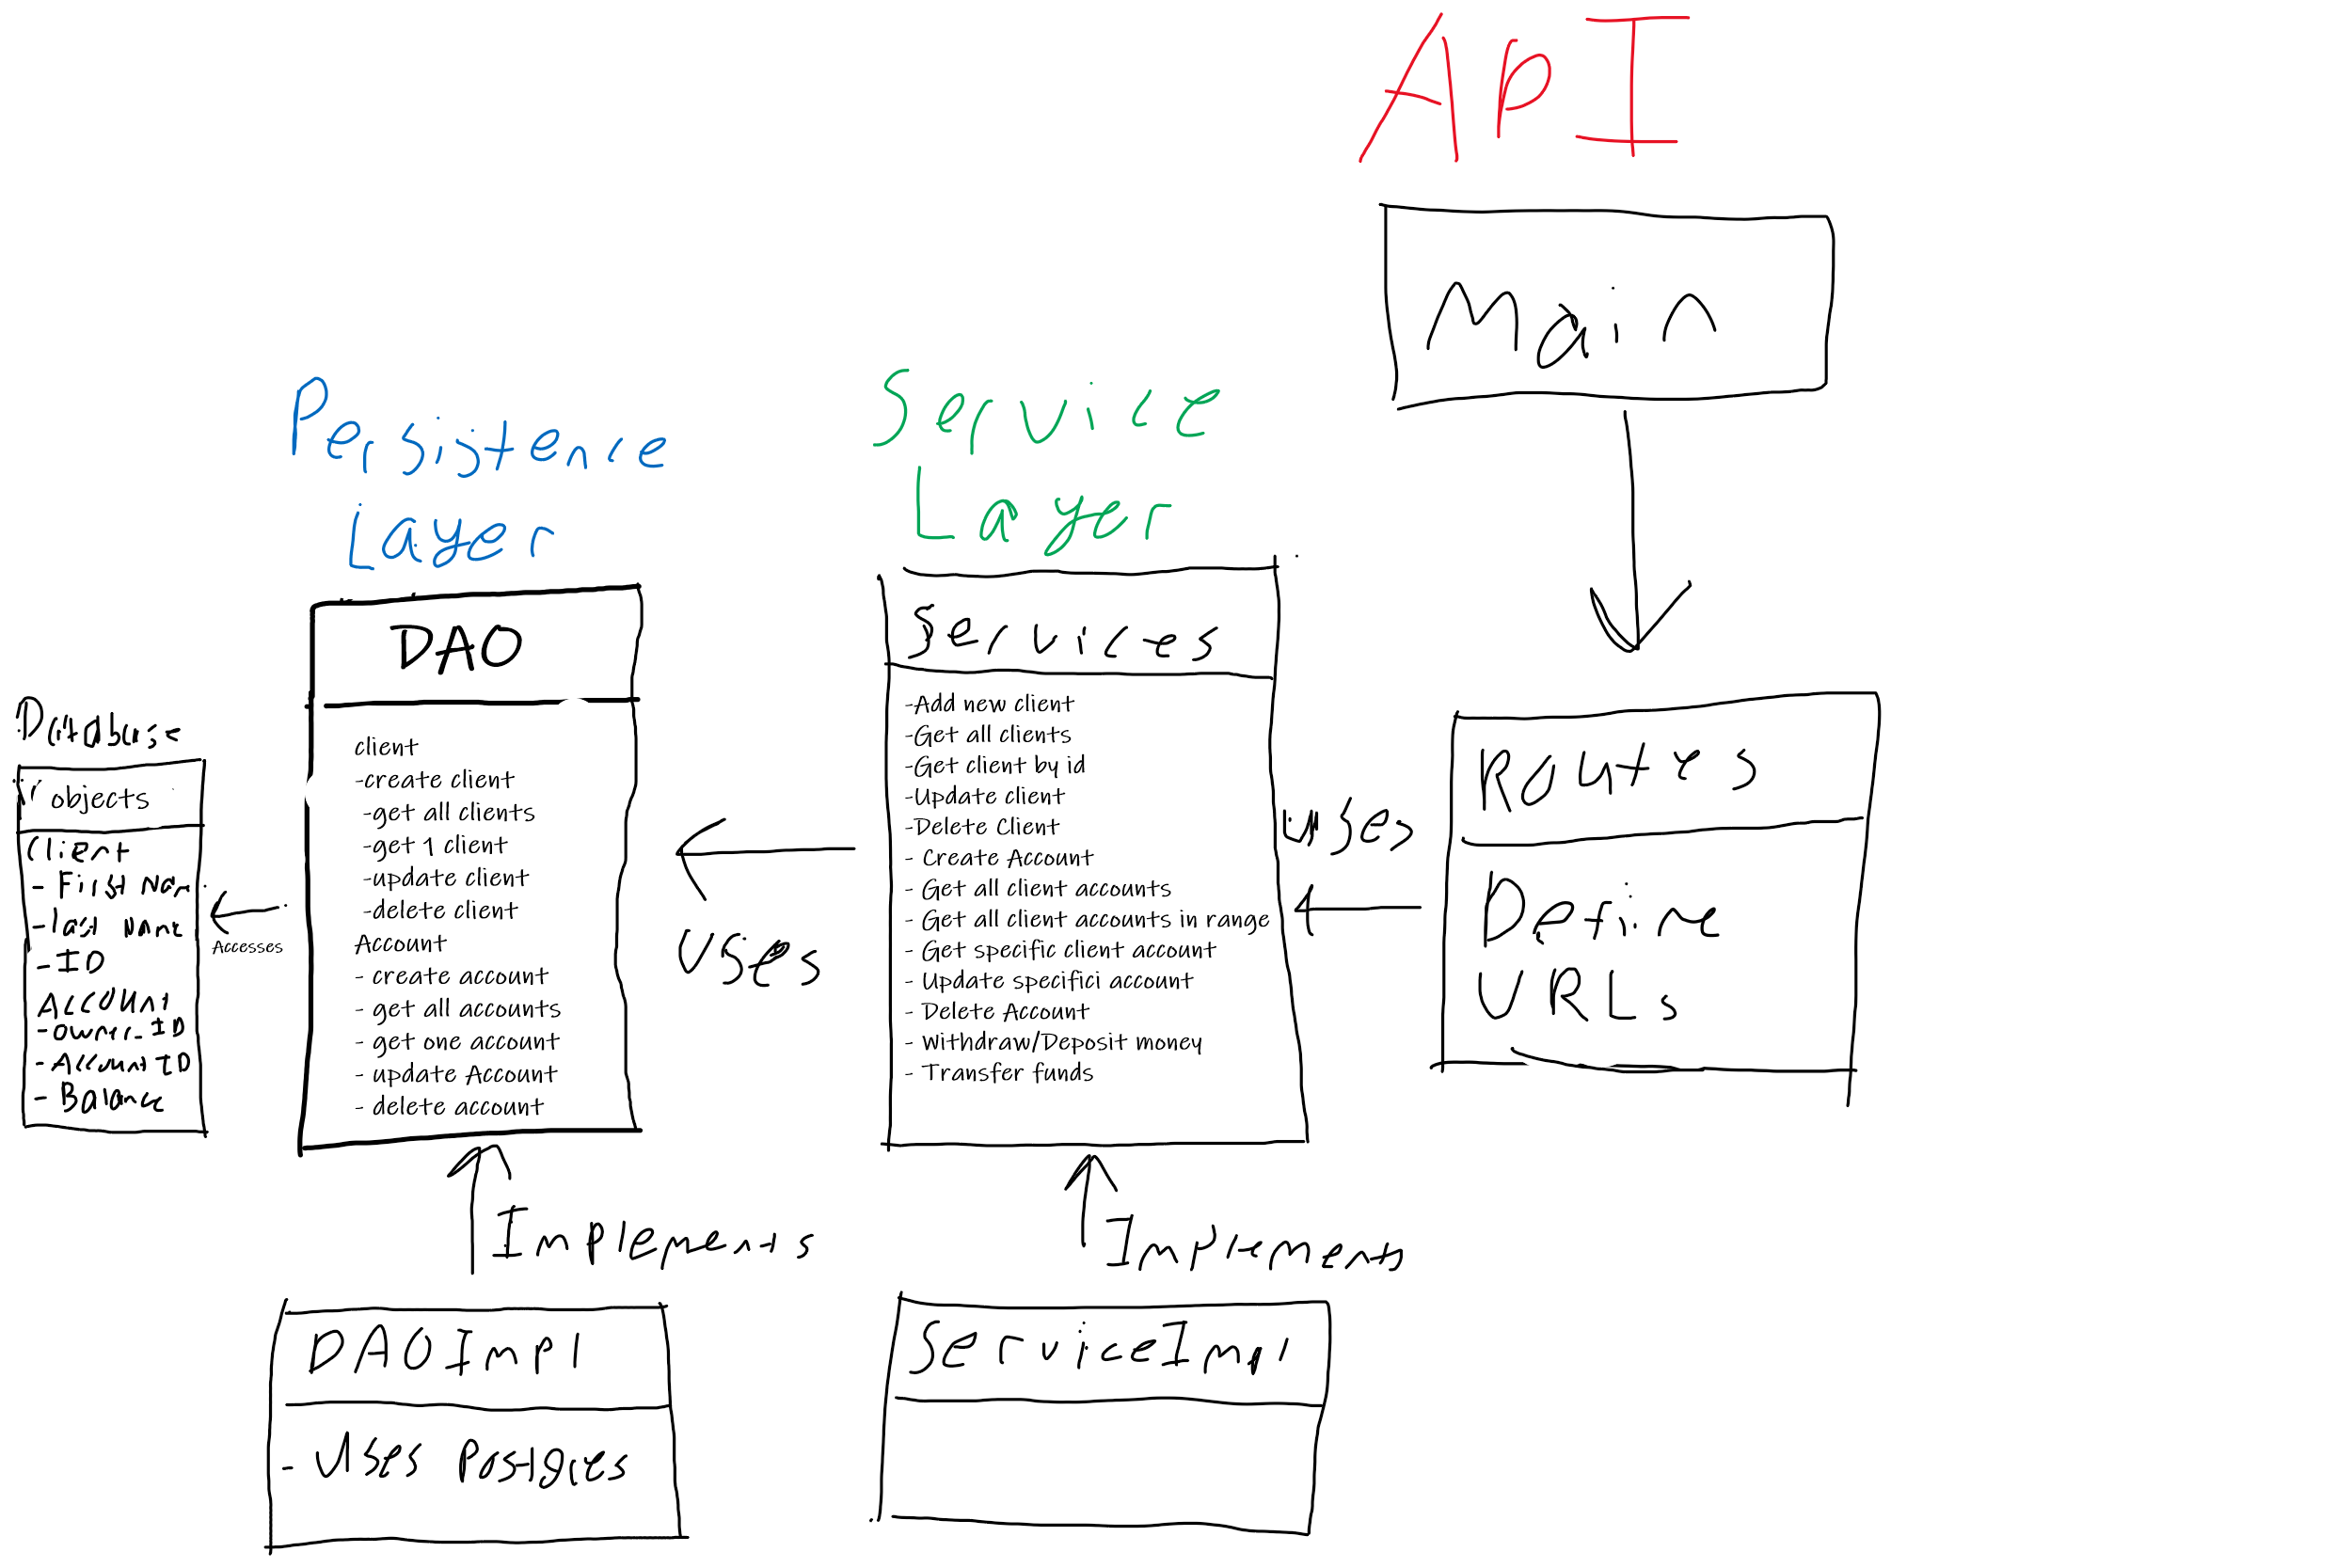 API
Main
Persistence
Layer
Service
Layer
DAO
client
-create client
-get all clients
-get 1 client
-update client
-delete client
Account
- create account
- get all accounts
- get one account
- update Account
- delete account
Services
-Add new client
-Get all clients
-Get client by id
-Update client
-Delete Client
- Create Account
- Get all client accounts
- Get all client accounts in range
- Get specific client account
- Update specifici account
- Delete Account
- Withdraw/Deposit money
- Transfer funds
Routes
Define
URLs
uses
uses
Database
objects
Client
- First Nam
- last Name
- ID
Account
- Owner_ID
- AccountID
- Balance
Accesses
Implements
Implements
DAOImpl
- Uses Postgres
ServiceImpl